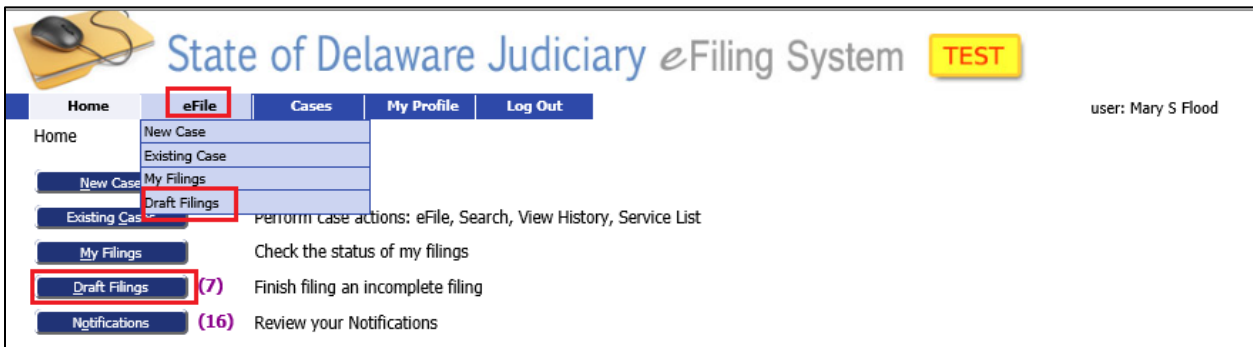 State of Delaware Judiciary eFiling System TEST
Home eFile Cases My Profile Log Out user: Mary S Flood
Home
New Case
Existing Case
My Filings
Draft Filings
New Case
Existing Cases Perform case actions: eFile, Search, View History, Service List
My Filings Check the status of my filings
Draft Filings (7) Finish filing an incomplete filing
Notifications (16) Review your Notifications